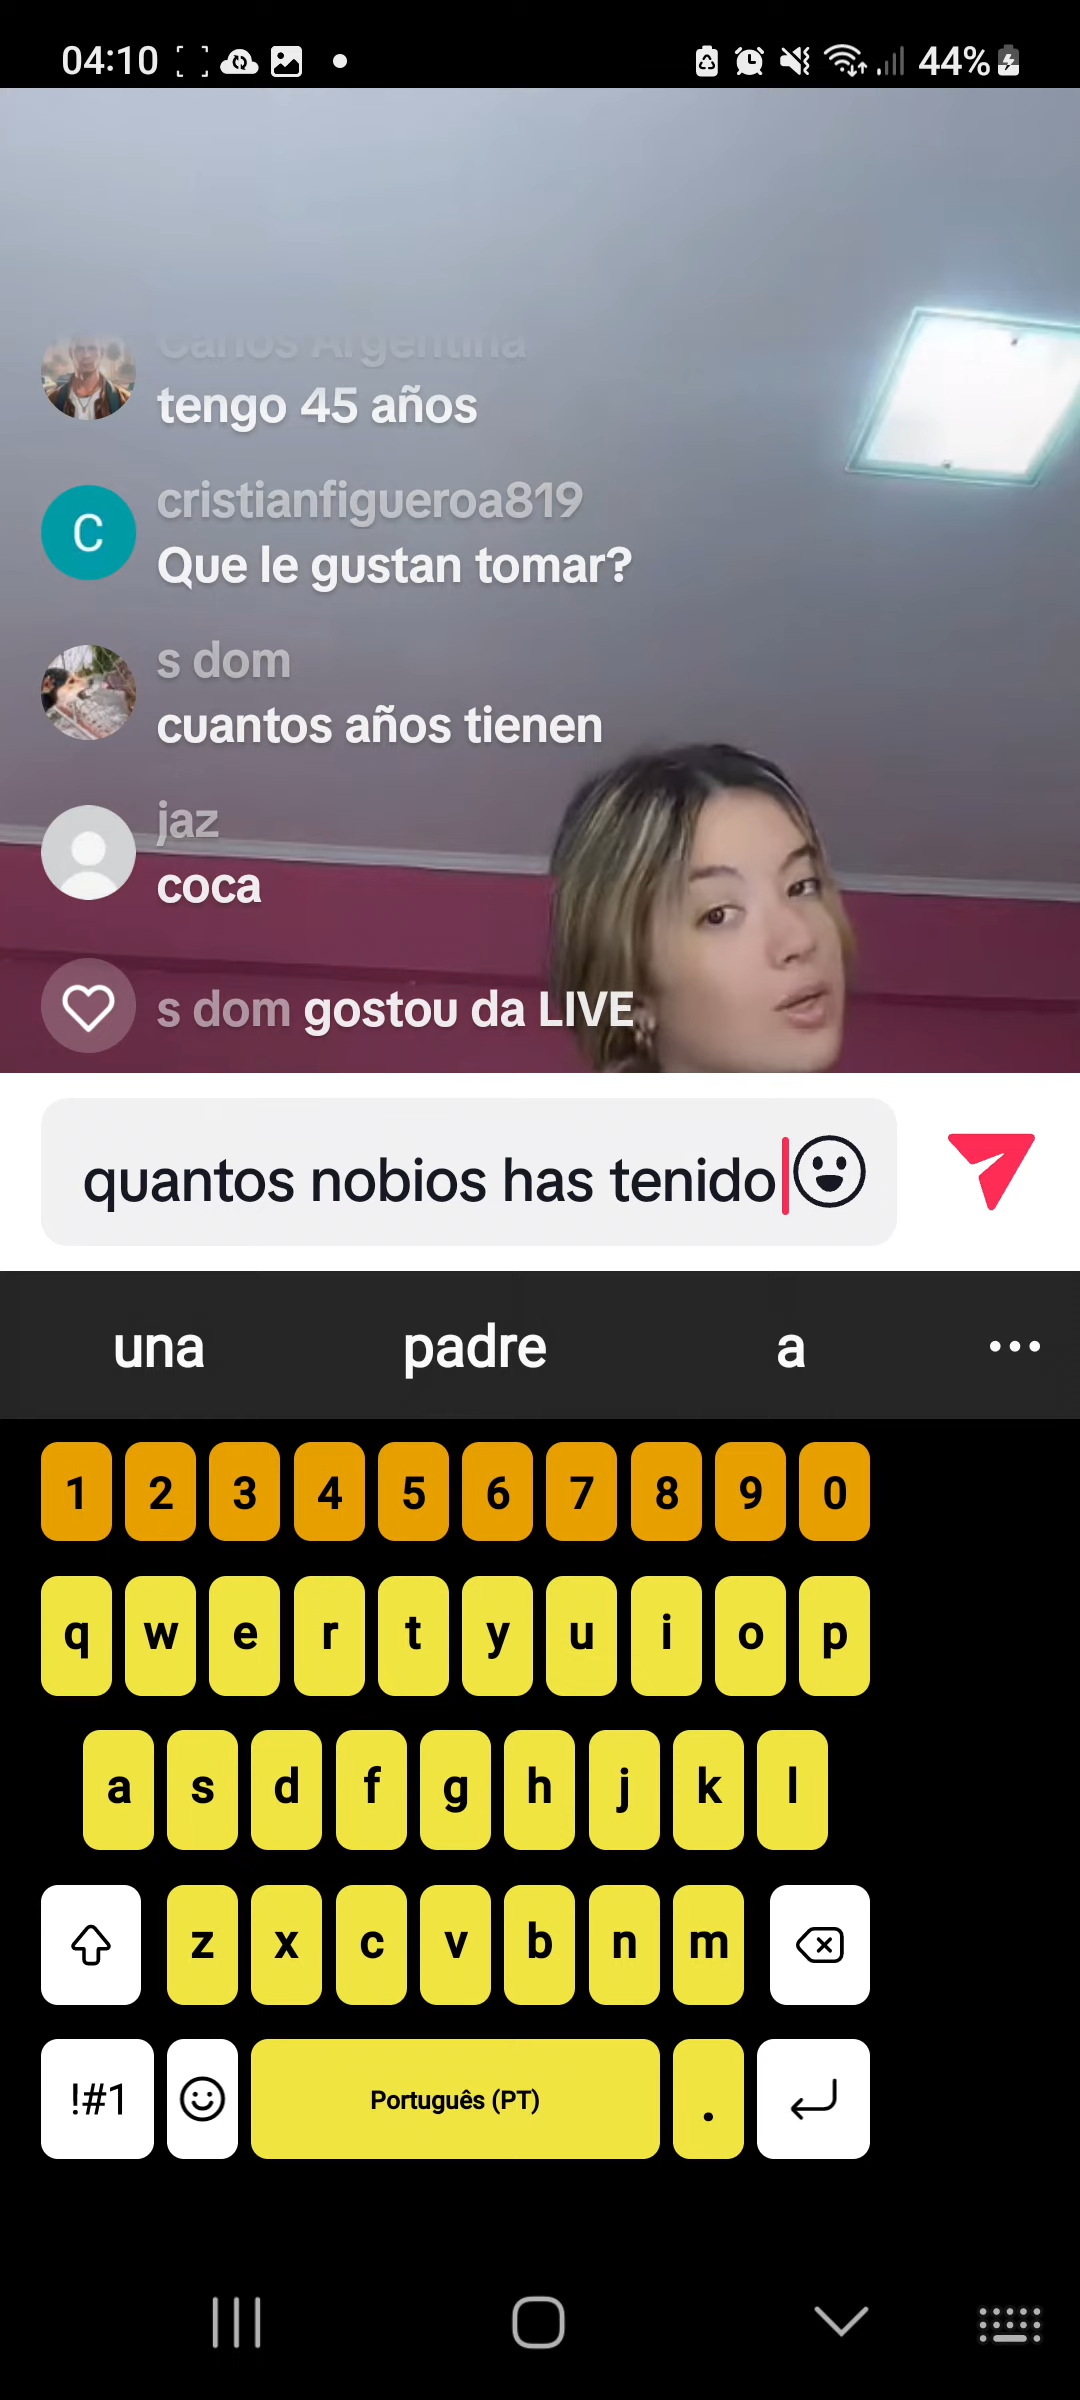 04:10
44%
Carlos Argentina
tengo 45 años
C
cristianfigueroa819
Que le gustan tomar?
s dom
cuantos años tienen
jaz
coca
s dom gostou da LIVE
quantos nobios has tenido
una padre a
1 2 3 4 5 6 7 8 9 0
q w e r t y u i o p
a s d f g h j k l
z x c v b n m
!#1 Português (PT) .